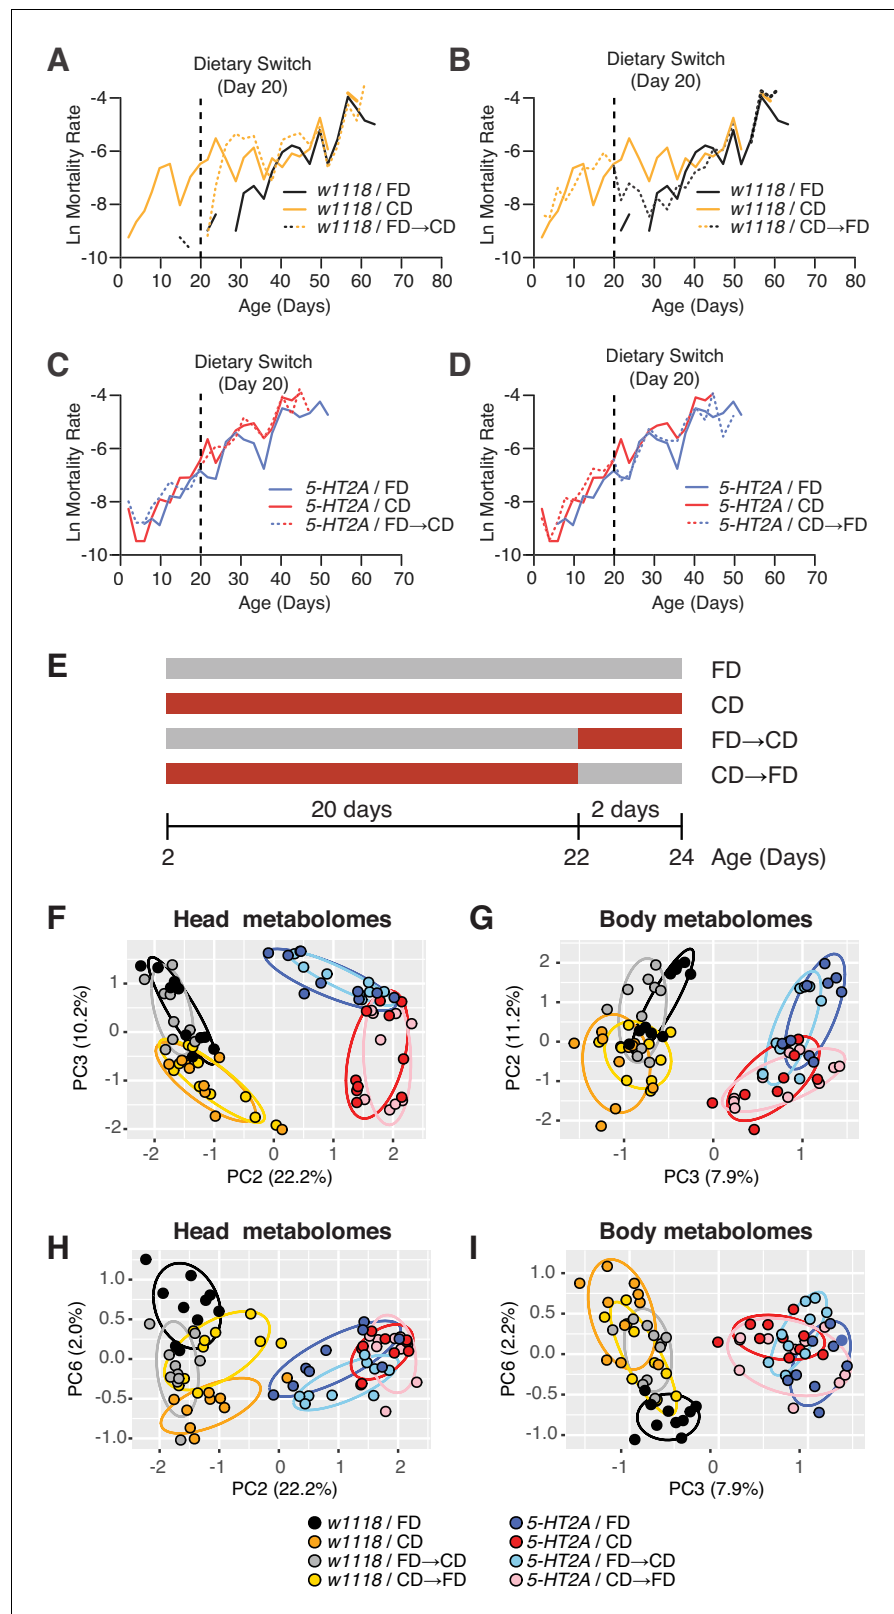 A
Dietary Switch
(Day 20)
Ln Mortality Rate
-4
-6
-8
-10
w1118 / FD
w1118 / CD
w1118 / FD→CD
0 10 20 30 40 50 60 70 80
Age (Days)
B
Dietary Switch
(Day 20)
Ln Mortality Rate
-4
-6
-8
-10
w1118 / FD
w1118 / CD
w1118 / CD→FD
0 10 20 30 40 50 60 70 80
Age (Days)
C
Dietary Switch
(Day 20)
Ln Mortality Rate
-4
-6
-8
-10
5-HT2A / FD
5-HT2A / CD
5-HT2A / FD→CD
0 10 20 30 40 50 60 70
Age (Days)
D
Dietary Switch
(Day 20)
Ln Mortality Rate
-4
-6
-8
-10
5-HT2A / FD
5-HT2A / CD
5-HT2A / CD→FD
0 10 20 30 40 50 60 70
Age (Days)
E
FD
CD
FD→CD
CD→FD
20 days 2 days
2 22 24 Age (Days)
F
Head metabolomes
PC3 (10.2%)
1
0
-1
-2
-2 -1 0 1 2
PC2 (22.2%)
G
Body metabolomes
PC2 (11.2%)
2
1
0
-1
-2
-1 0 1
PC3 (7.9%)
H
Head metabolomes
PC6 (2.0%)
1.0
0.5
0.0
-0.5
-1.0
-2 -1 0 1 2
PC2 (22.2%)
I
Body metabolomes
PC6 (2.2%)
1.0
0.5
0.0
-0.5
-1.0
-1 0 1
PC3 (7.9%)
w1118 / FD
w1118 / CD
w1118 / FD→CD
w1118 / CD→FD
5-HT2A / FD
5-HT2A / CD
5-HT2A / FD→CD
5-HT2A / CD→FD